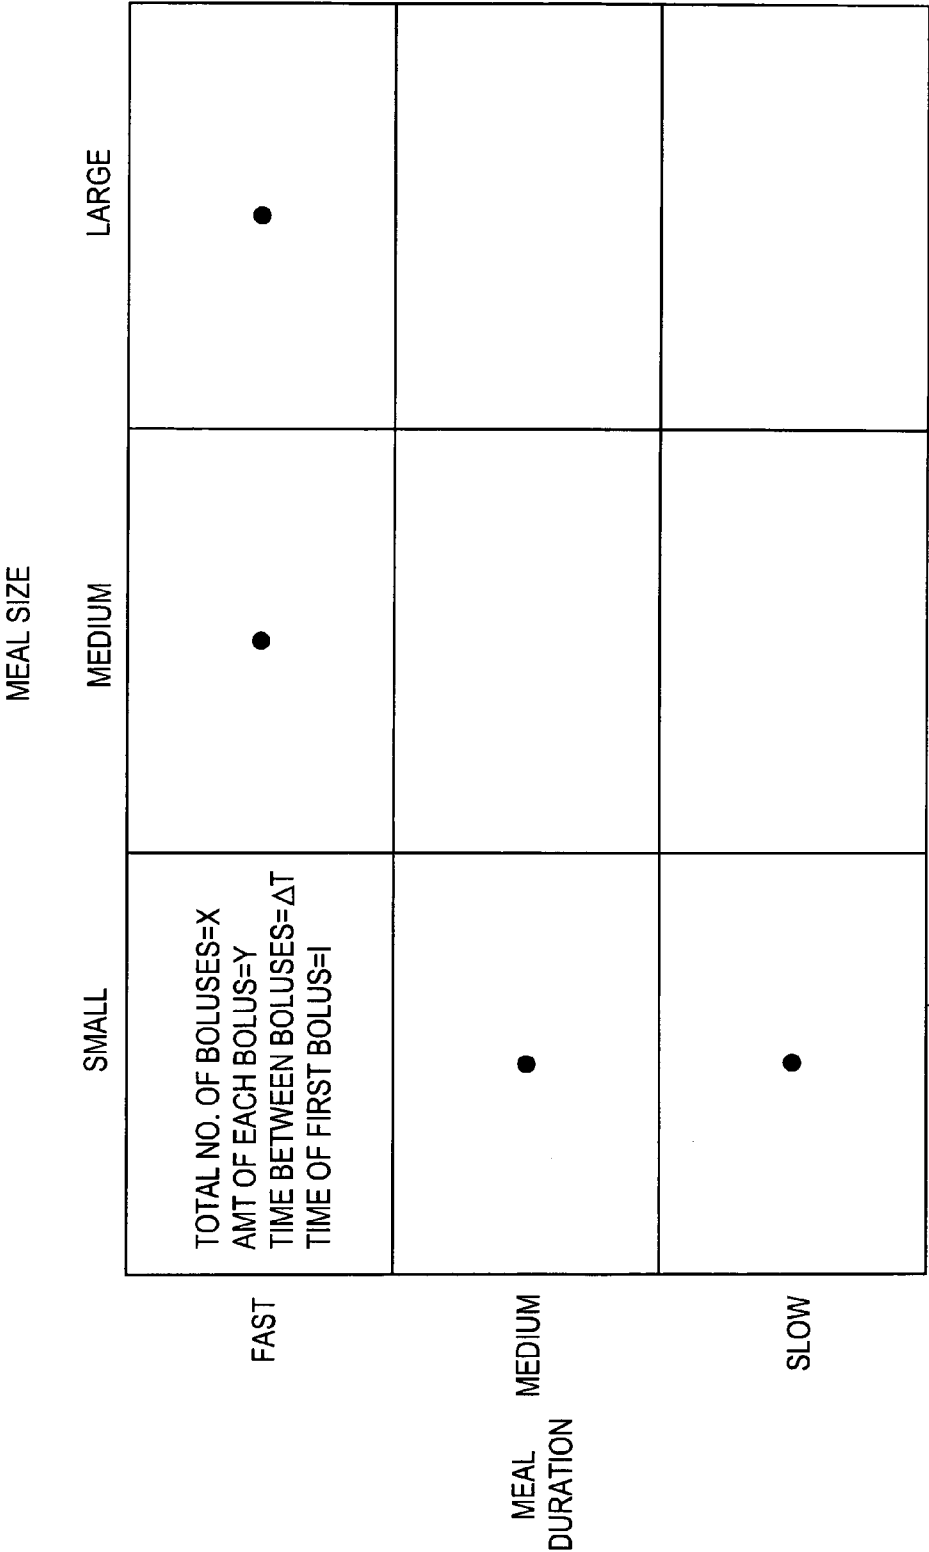 MEAL SIZE
SMALL
MEDIUM
LARGE
FAST
TOTAL NO. OF BOLUSES=X
AMT OF EACH BOLUS=Y
TIME BETWEEN BOLUSES=ΔT
TIME OF FIRST BOLUS=I
MEAL
DURATION
MEDIUM
SLOW